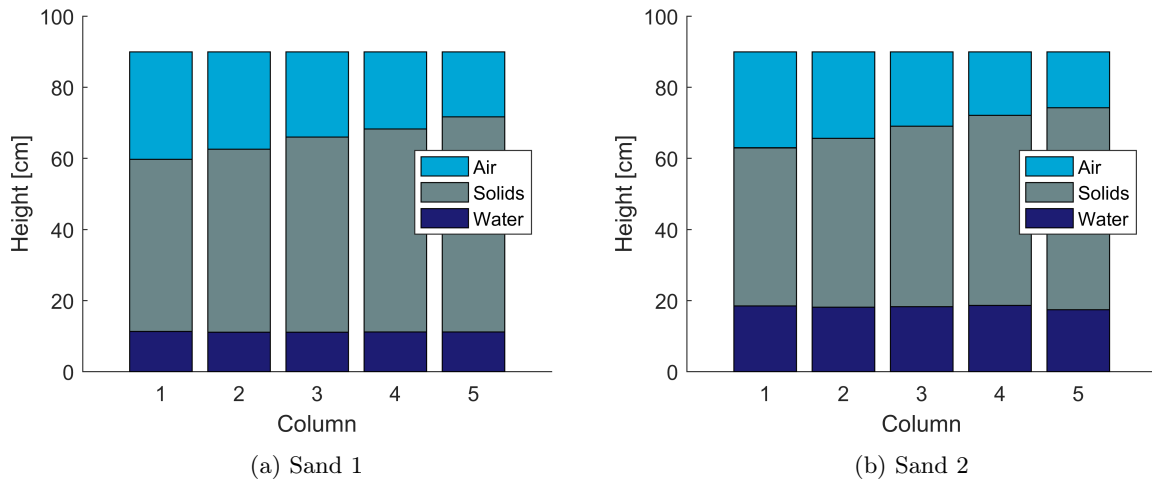 100
80
60
40
20
0
Height [cm]
Air
Solids
Water
1 2 3 4 5
Column
(a) Sand 1
100
80
60
40
20
0
Height [cm]
Air
Solids
Water
1 2 3 4 5
Column
(b) Sand 2